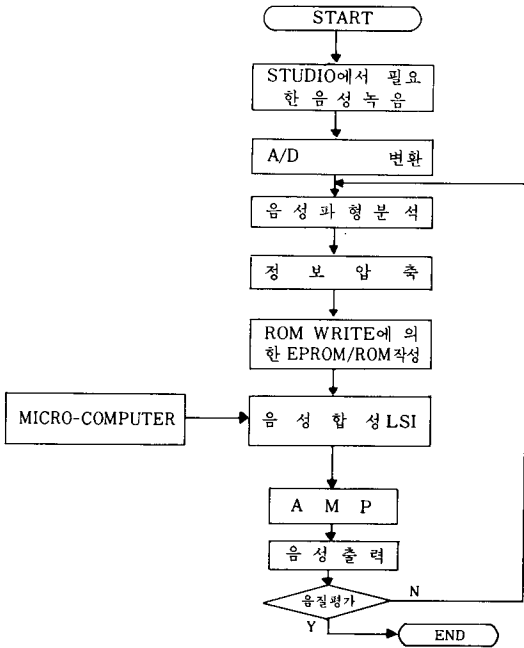 START
STUDIO에서 필요
한 음성녹음
A/D 변환
음성파형분석
정보압축
ROM WRITE에 의
한 EPROM/ROM작성
MICRO-COMPUTER
음성합성LSI
A M P
음성출력
음질평가
N
Y
END